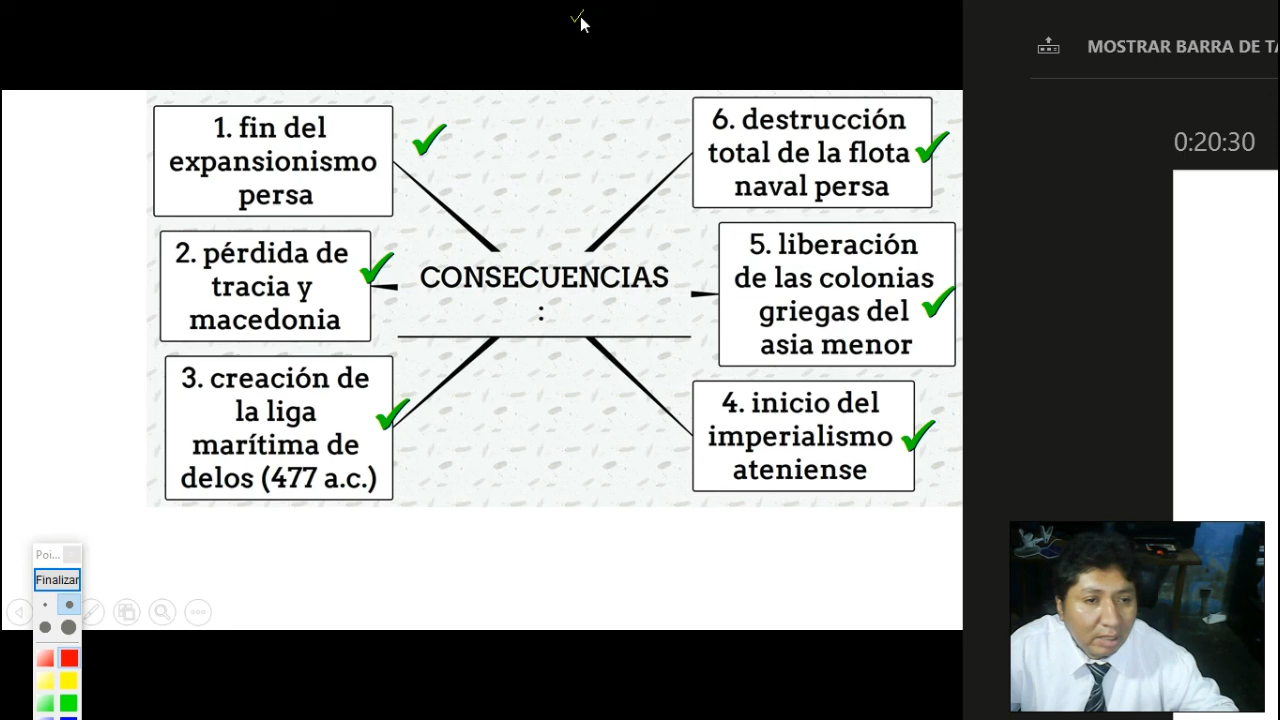 MOSTRAR BARRA DE TA
0:20:30
1. fin del
expansionismo
persa
2. pérdida de
tracia y
macedonia
3. creación de
la liga
marítima de
delos (477 a.c.)
CONSECUENCIAS
:
6. destrucción
total de la flota
naval persa
5. liberación
de las colonias
griegas del
asia menor
4. inicio del
imperialismo
ateniense
Poi...
Finalizar